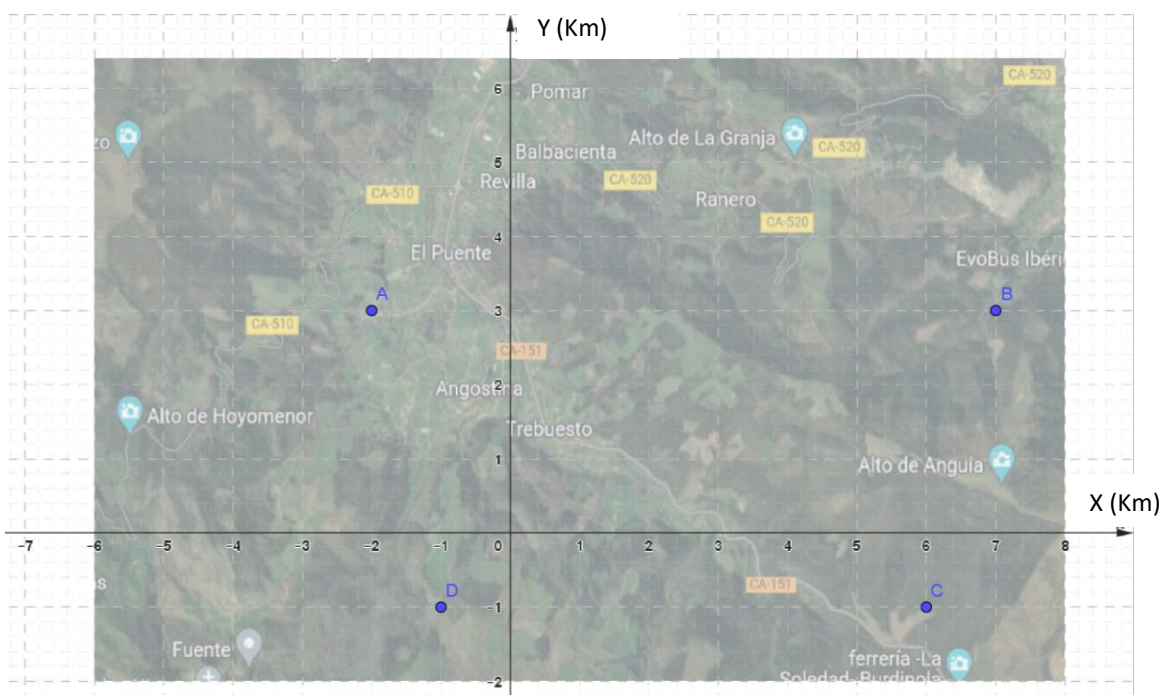 Y (Km)
CA-520
6
Pomar
zo
Alto de La Granja
CA-520
Balbacienta
5
Revilla
CA-520
CA-510
Ranero
CA-520
4
El Puente
EvoBus Ibéri
A
B
3
CA-510
CA-151
2
Angostina
Alto de Hoyomenor
Trebuesto
1
Alto de Anguia
X (Km)
-7 -6 -5 -4 -3 -2 -1 0 1 2 3 4 5 6 7 8
as
CA-151
D
C
-1
Fuente
ferrería -La
Soledad- Burdinola
-2